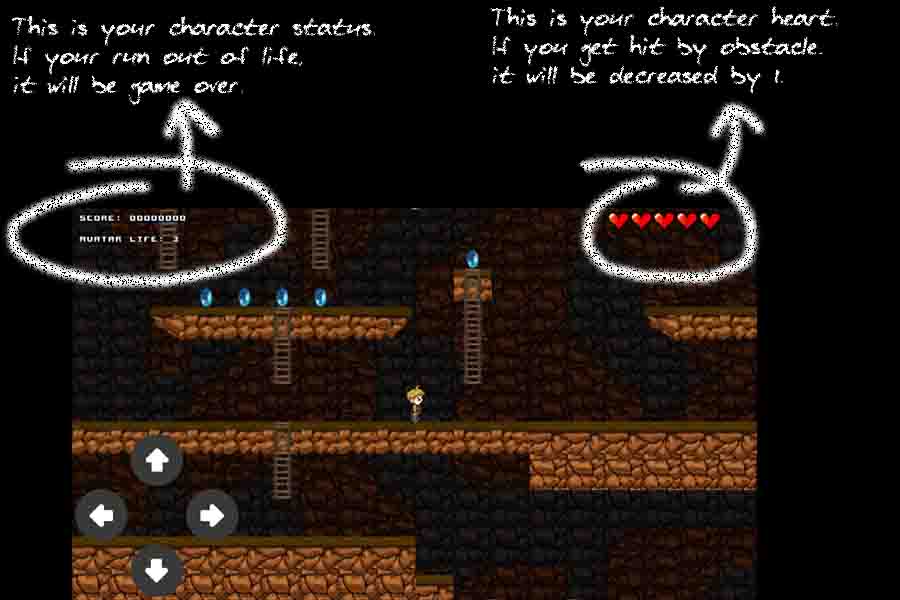 This is your character status.
If your run out of life,
it will be game over.
This is your character heart.
If you get hit by obstacle.
it will be decreased by 1.
SCORE: 00000000
AVATAR LIFE: 3